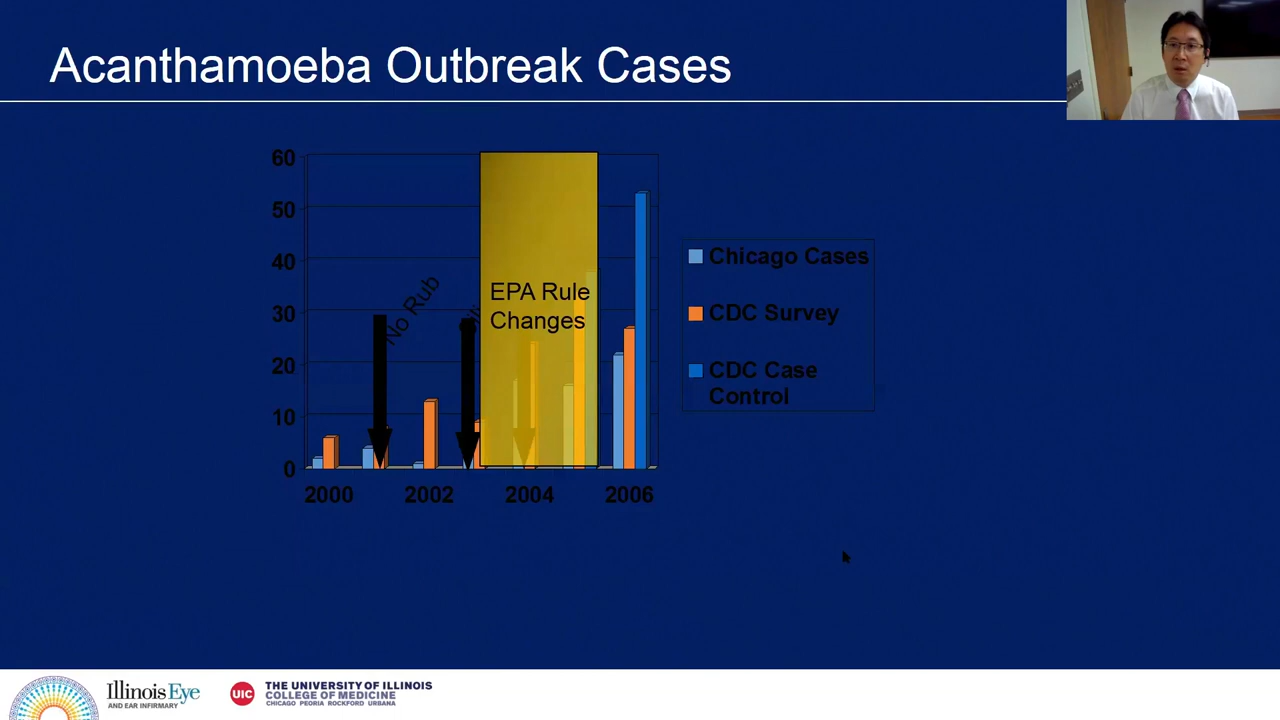 Acanthamoeba Outbreak Cases
60
50
40
30
20
10
0
No Rub
EPA Rule
Changes
2000
2002
2004
2006
Chicago Cases
CDC Survey
CDC Case
Control
Illinois Eye
AND EAR INFIRMARY
UIC
THE UNIVERSITY OF ILLINOIS
COLLEGE OF MEDICINE
CHICAGO PEORIA ROCKFORD URBANA